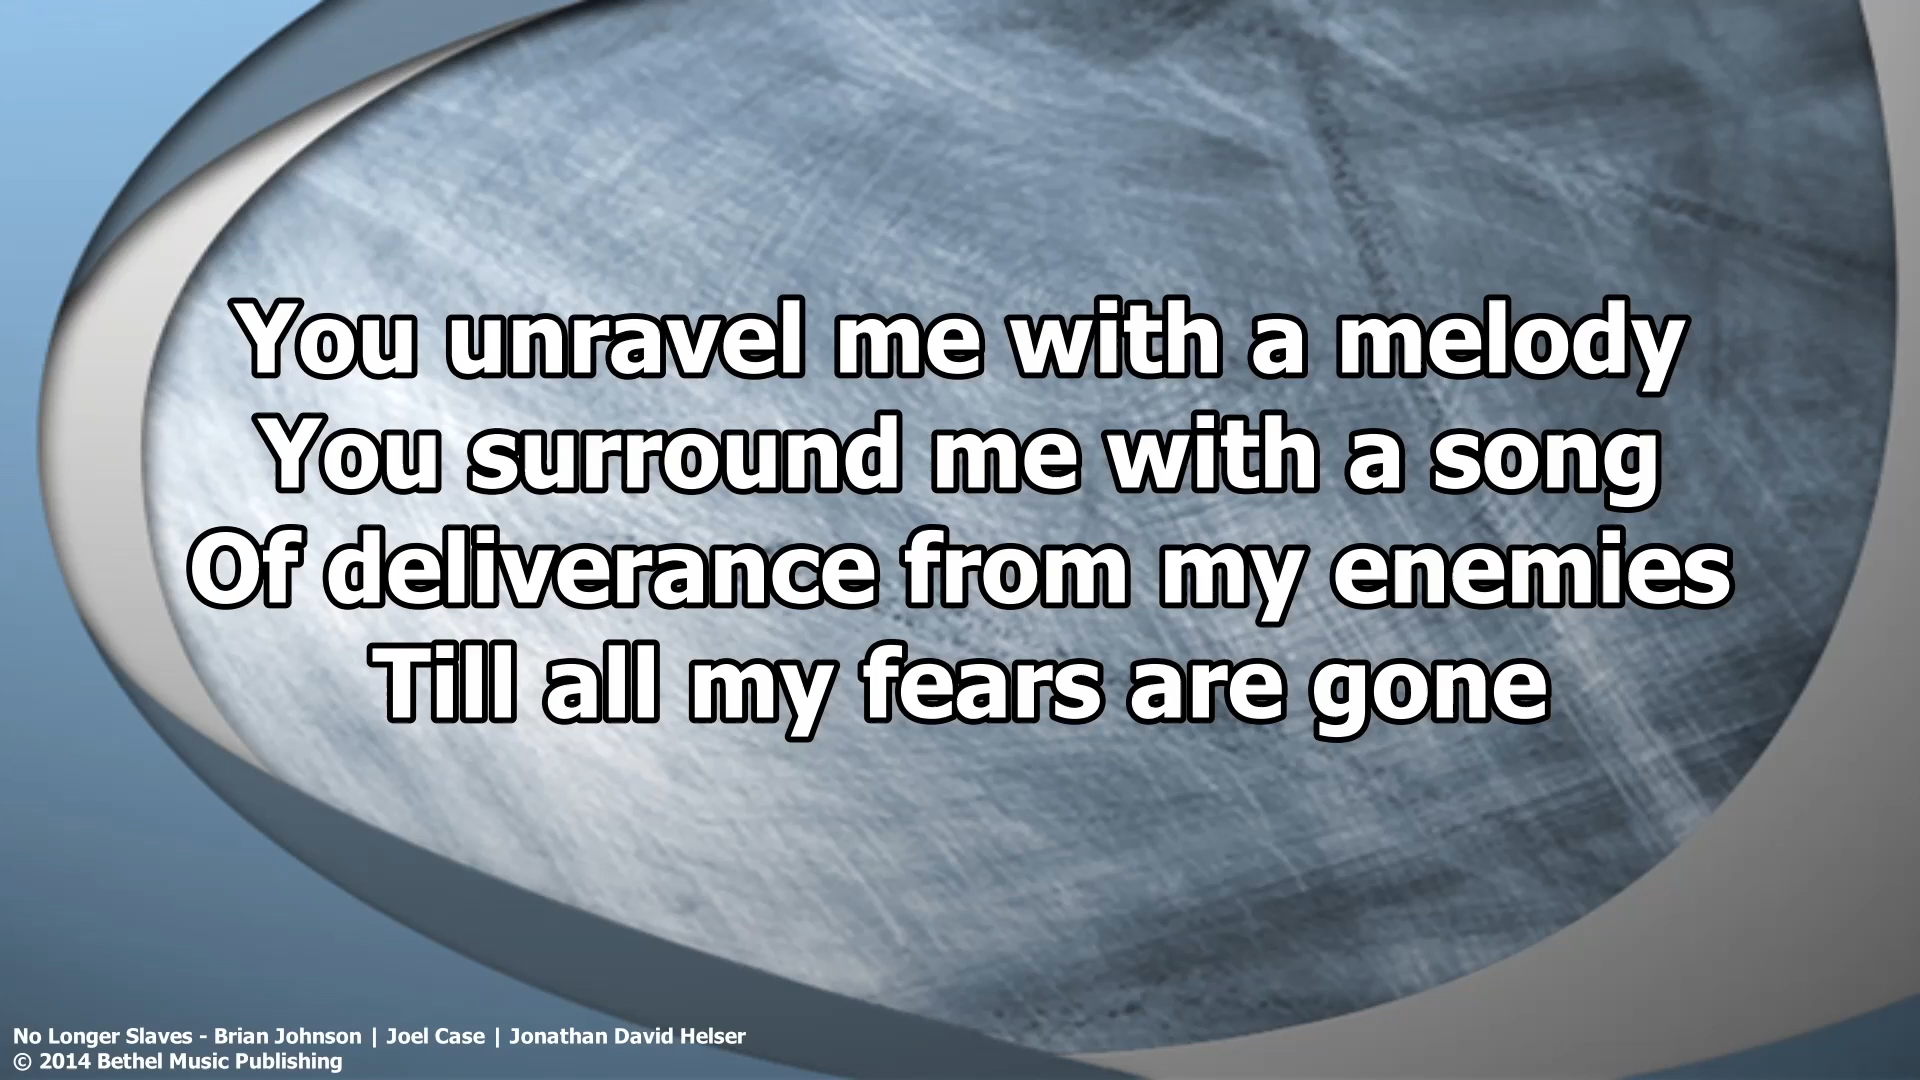 You unravel me with a melody
You surround me with a song
Of deliverance from my enemies
Till all my fears are gone
No Longer Slaves - Brian Johnson | Joel Case | Jonathan David Helser
© 2014 Bethel Music Publishing